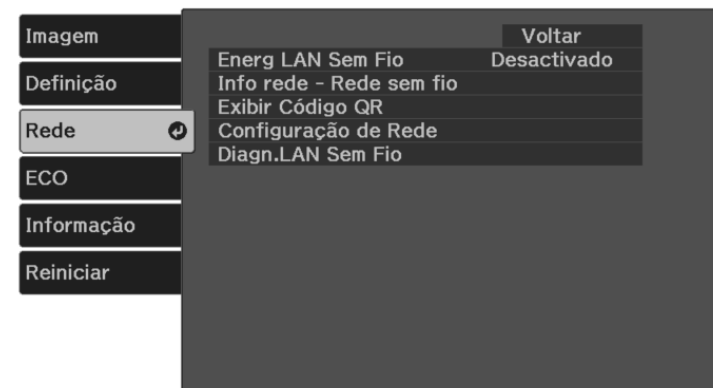 Imagem
Definição
Rede
ECO
Informação
Reiniciar
Voltar
Energ LAN Sem Fio Desactivado
Info rede - Rede sem fio
Exibir Código QR
Configuração de Rede
Diagn.LAN Sem Fio